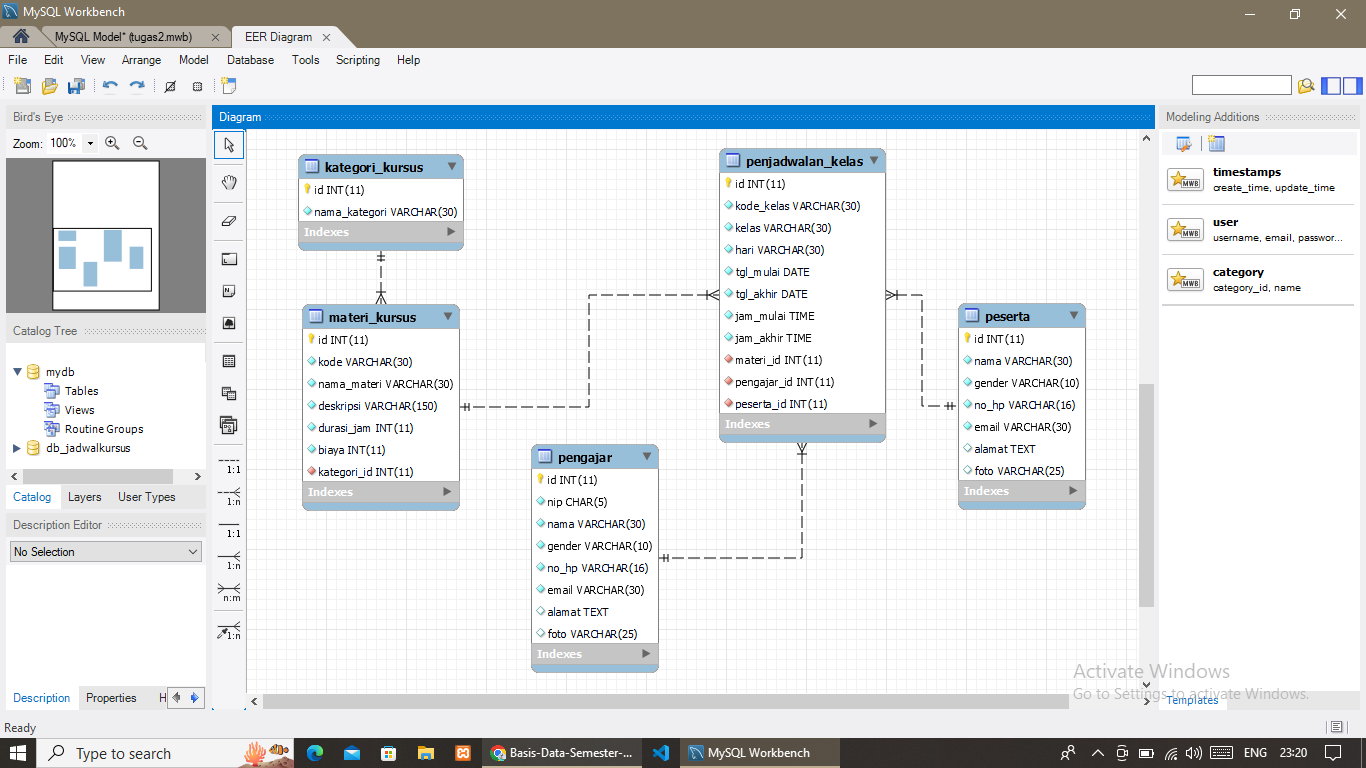 MySQL Workbench
MySQL Model* (tugas2.mwb)
EER Diagram
File Edit View Arrange Model Database Tools Scripting Help
Bird's Eye
Zoom: 100%
Catalog Tree
mydb
Tables
Views
Routine Groups
db_jadwalkursus
Catalog Layers User Types
Description Editor
No Selection
Description Properties H
Ready
Diagram
1:1
1:n
1:1
1:n
n:m
1:n
kategori_kursus
id INT(11)
nama_kategori VARCHAR(30)
Indexes
materi_kursus
id INT(11)
kode VARCHAR(30)
nama_materi VARCHAR(30)
deskripsi VARCHAR(150)
durasi_jam INT(11)
biaya INT(11)
kategori_id INT(11)
Indexes
pengajar
id INT(11)
nip CHAR(5)
nama VARCHAR(30)
gender VARCHAR(10)
no_hp VARCHAR(16)
email VARCHAR(30)
alamat TEXT
foto VARCHAR(25)
Indexes
penjadwalan_kelas
id INT(11)
kode_kelas VARCHAR(30)
kelas VARCHAR(30)
hari VARCHAR(30)
tgl_mulai DATE
tgl_akhir DATE
jam_mulai TIME
jam_akhir TIME
materi_id INT(11)
pengajar_id INT(11)
peserta_id INT(11)
Indexes
peserta
id INT(11)
nama VARCHAR(30)
gender VARCHAR(10)
no_hp VARCHAR(16)
email VARCHAR(30)
alamat TEXT
foto VARCHAR(25)
Indexes
Modeling Additions
MWB
timestamps
create_time, update_time
MWB
user
username, email, passwor...
MWB
category
category_id, name
Templates
Activate Windows
Go to Settings to activate Windows.
Type to search
Basis-Data-Semester-...
MySQL Workbench
ENG
23:20